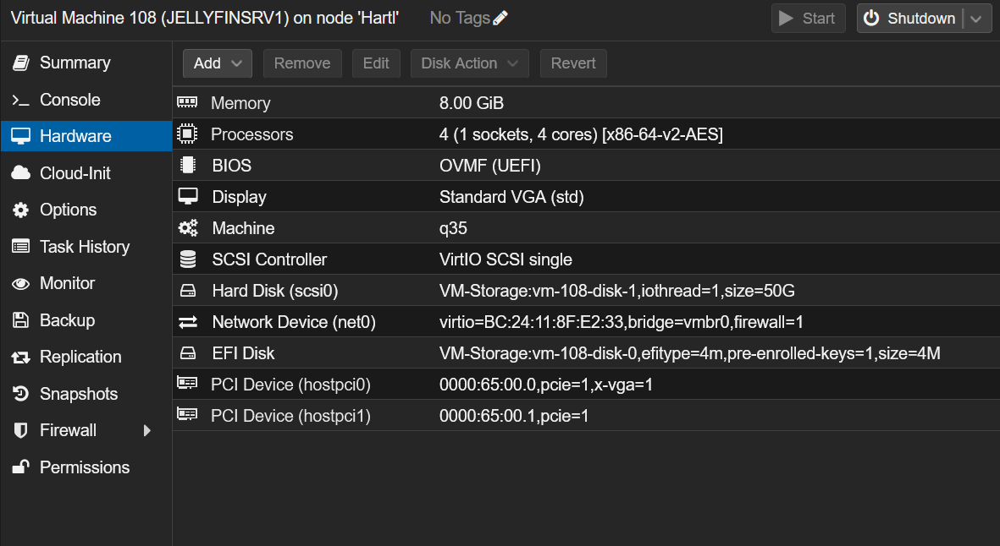 Virtual Machine 108 (JELLYFINSRV1) on node 'Hartl' No Tags Start Shutdown
Summary
Console
Hardware
Cloud-Init
Options
Task History
Monitor
Backup
Replication
Snapshots
Firewall
Permissions
Add Remove Edit Disk Action Revert
Memory 8.00 GiB
Processors 4 (1 sockets, 4 cores) [x86-64-v2-AES]
BIOS OVMF (UEFI)
Display Standard VGA (std)
Machine q35
SCSI Controller VirtIO SCSI single
Hard Disk (scsi0) VM-Storage:vm-108-disk-1,iothread=1,size=50G
Network Device (net0) virtio=BC:24:11:8F:E2:33,bridge=vmbr0,firewall=1
EFI Disk VM-Storage:vm-108-disk-0,efitype=4m,pre-enrolled-keys=1,size=4M
PCI Device (hostpci0) 0000:65:00.0,pcie=1,x-vga=1
PCI Device (hostpci1) 0000:65:00.1,pcie=1